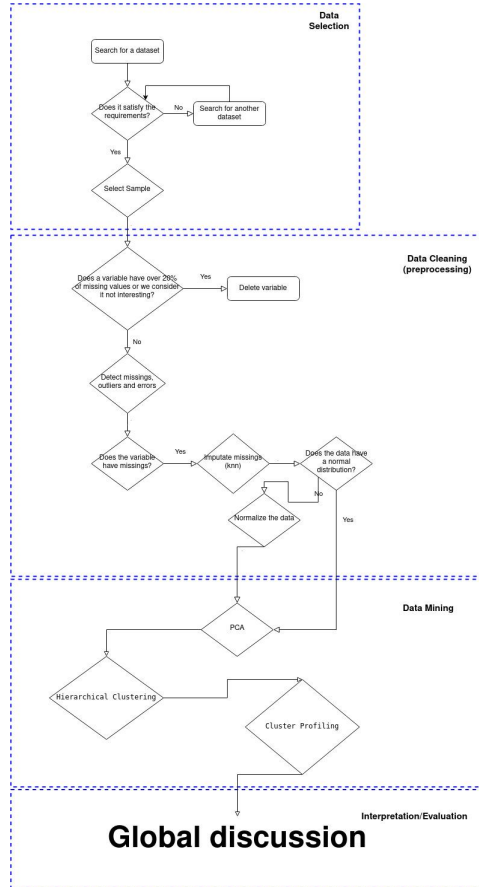 Data
Selection
Search for a dataset
Does it satisfy the
requirements?
No
Search for another
dataset
Yes
Select Sample
Data Cleaning
(preprocessing)
Does a variable have over 20%
of missing values or we consider
it not interesting?
Yes
Delete variable
No
Detect missings,
outliers and errors
Does the variable
have missings?
Yes
Imputate missings
(knn)
Does the data have
a normal
distribution?
No
Normalize the data
Yes
Data Mining
PCA
Hierarchical Clustering
Cluster Profiling
Interpretation/Evaluation
Global discussion